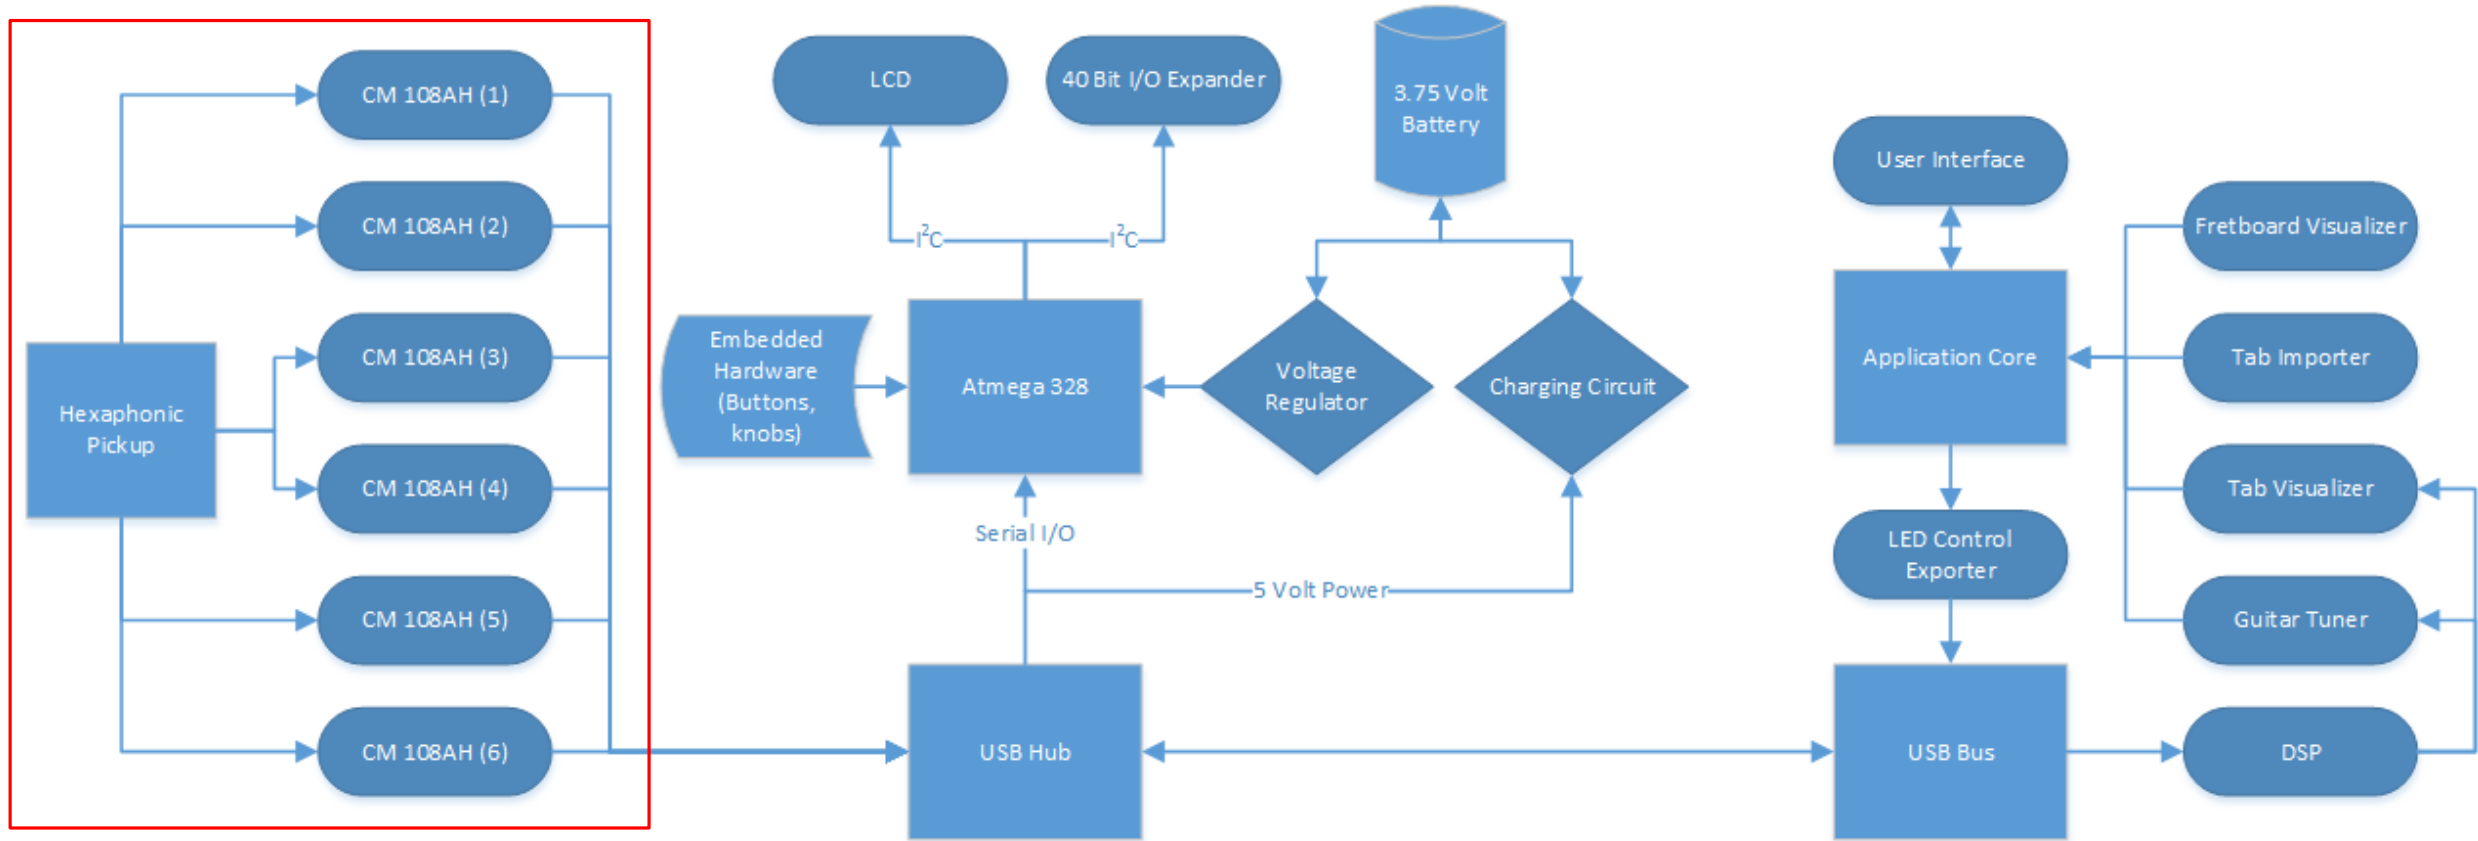 CM 108AH (1)
CM 108AH (2)
CM 108AH (3)
CM 108AH (4)
CM 108AH (5)
CM 108AH (6)
Hexaphonic
Pickup
LCD
40 Bit I/O Expander
I²C
I²C
3.75 Volt
Battery
Embedded
Hardware
(Buttons,
knobs)
Atmega 328
Voltage
Regulator
Charging Circuit
Serial I/O
5 Volt Power
USB Hub
User Interface
Application Core
LED Control
Exporter
USB Bus
Fretboard Visualizer
Tab Importer
Tab Visualizer
Guitar Tuner
DSP